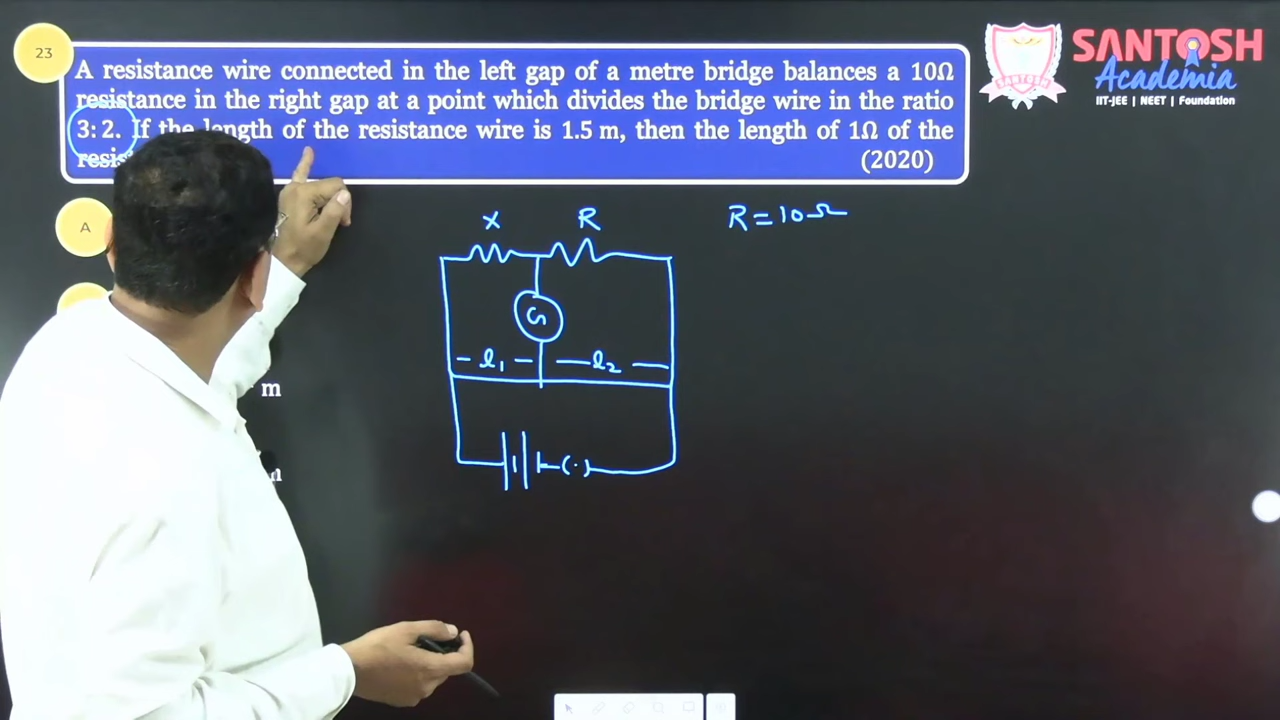 23
A resistance wire connected in the left gap of a metre bridge balances a 10Ω
resistance in the right gap at a point which divides the bridge wire in the ratio
3: 2. If the length of the resistance wire is 1.5 m, then the length of 1Ω of the
(2020)
SANTOSH
Academia
IIT-JEE | NEET | Foundation
SANTOSH
A
X R R = 10 Ω
G
l₁ l₂
m